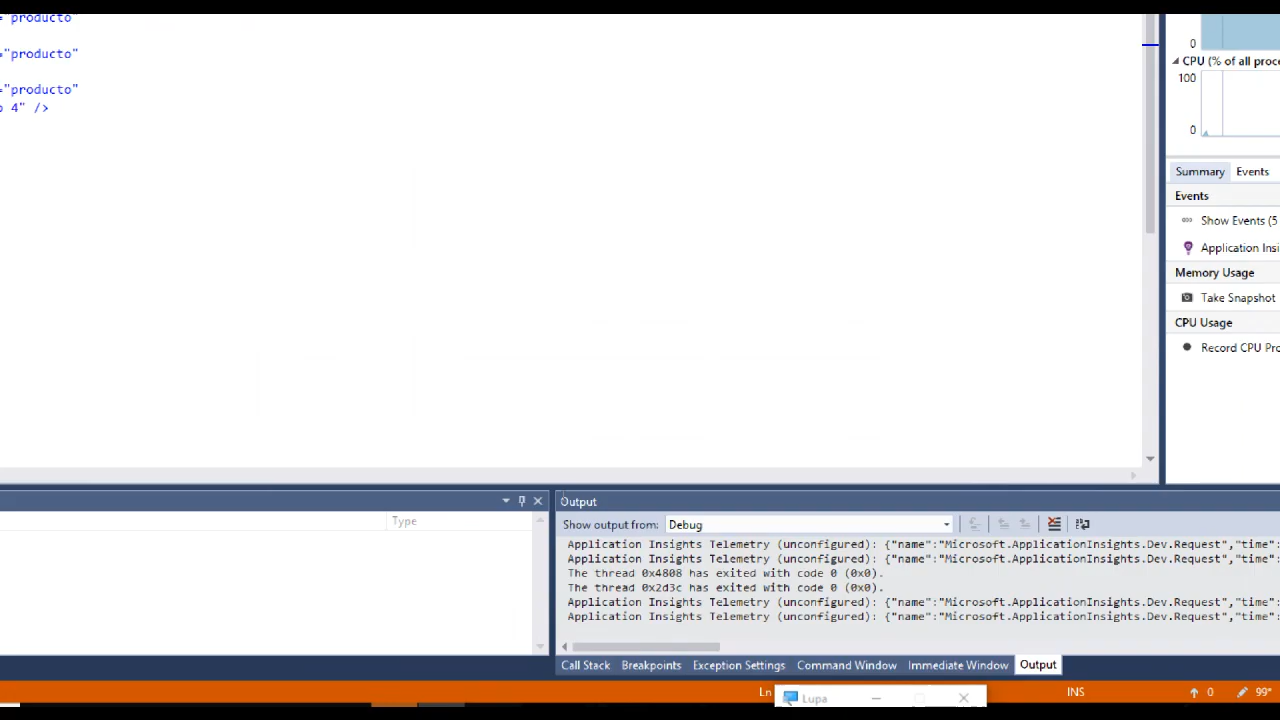 ="producto"
="producto"
="producto"
o 4" />
0
CPU (% of all proce
100
0
Summary Events
Events
Show Events (5
Application Insi
Memory Usage
Take Snapshot
CPU Usage
Record CPU Pro
Type
Output
Show output from: Debug
Application Insights Telemetry (unconfigured): {"name":"Microsoft.ApplicationInsights.Dev.Request","time":
Application Insights Telemetry (unconfigured): {"name":"Microsoft.ApplicationInsights.Dev.Request","time":
The thread 0x4808 has exited with code 0 (0x0).
The thread 0x2d3c has exited with code 0 (0x0).
Application Insights Telemetry (unconfigured): {"name":"Microsoft.ApplicationInsights.Dev.Request","time":
Application Insights Telemetry (unconfigured): {"name":"Microsoft.ApplicationInsights.Dev.Request","time":
Call Stack Breakpoints Exception Settings Command Window Immediate Window Output
Ln Lupa INS 0 99+